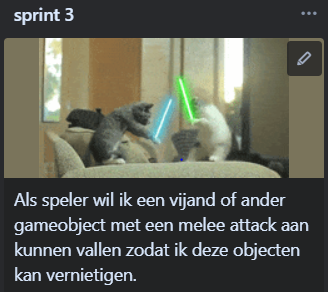 sprint 3
Als speler wil ik een vijand of ander
gameobject met een melee attack aan
kunnen vallen zodat ik deze objecten
kan vernietigen.